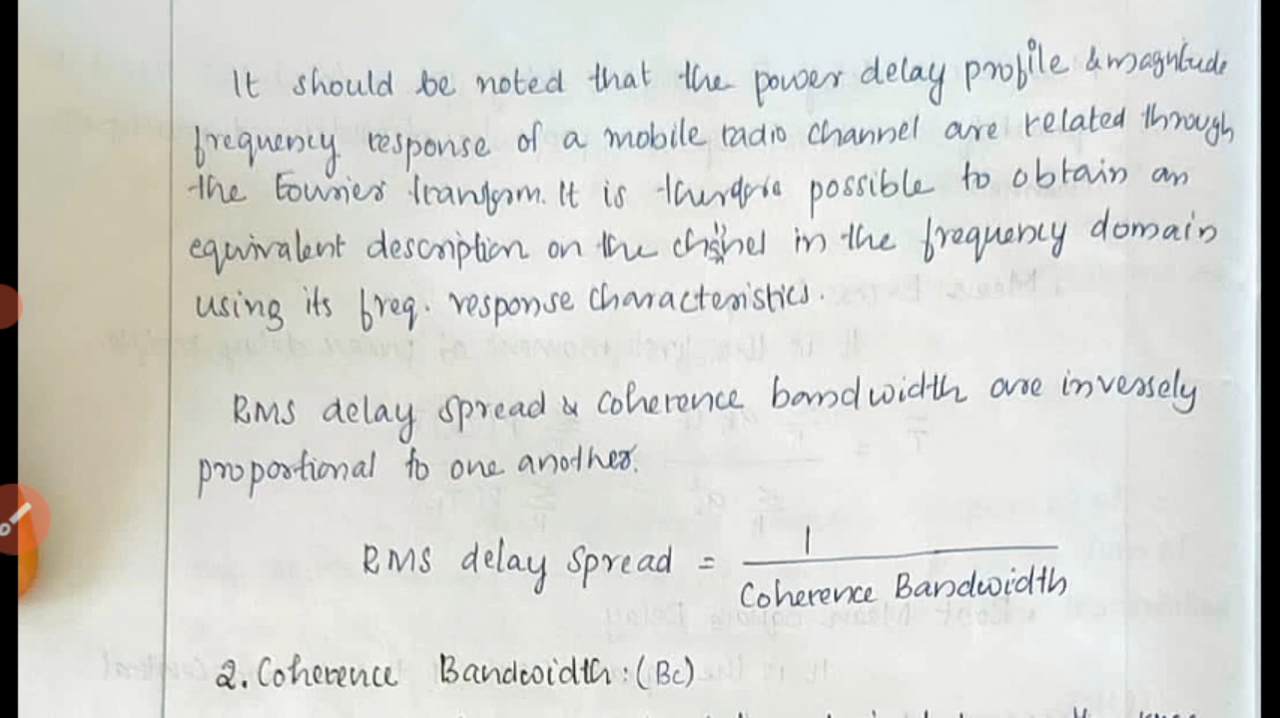 It should be noted that the power delay profile & magnitude
frequency response of a mobile radio channel are related through
the Fourier transform. It is therefore possible to obtain an
equivalent description on the channel in the frequency domain
using its freq. response characteristics.
RMS delay spread & coherence bandwidth are inversely
proportional to one another.
RMS delay spread = 1
Coherence Bandwidth
2. Coherence Bandwidth: (Bc)